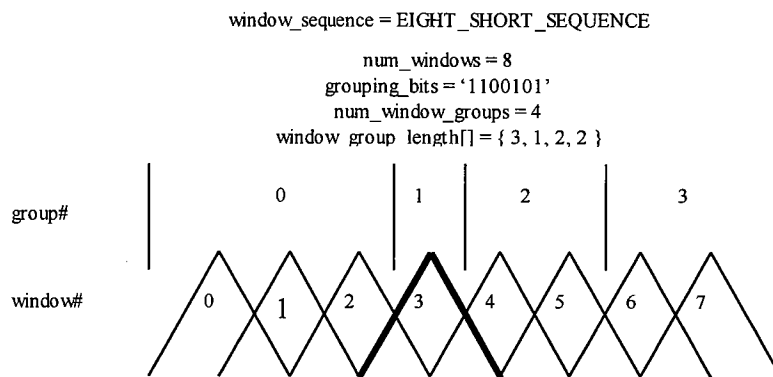 window_sequence = EIGHT_SHORT_SEQUENCE
num_windows = 8
grouping_bits = ‘1100101’
num_window_groups = 4
window_group_length[] = { 3, 1, 2, 2 }
group# 0 1 2 3
window# 0 1 2 3 4 5 6 7